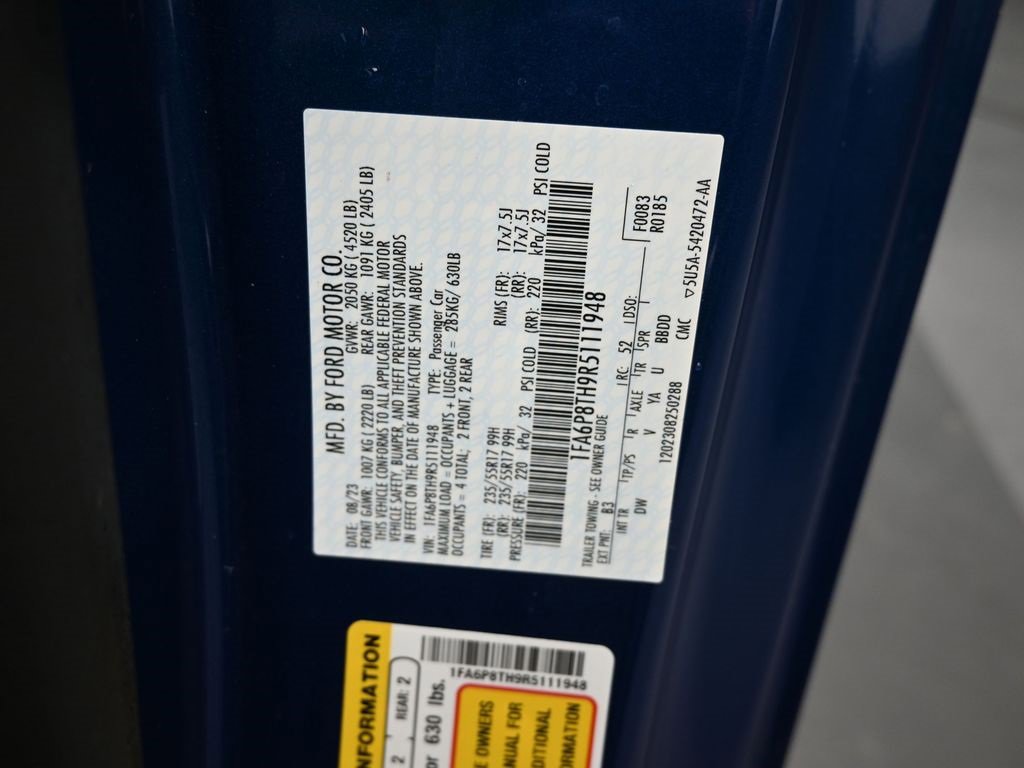 MFD. BY FORD MOTOR CO.
DATE: 08/23 GVWR: 2050 KG ( 4520 LB)
FRONT GAWR: 1007 KG ( 2220 LB) REAR GAWR: 1091 KG ( 2405 LB)
THIS VEHICLE CONFORMS TO ALL APPLICABLE FEDERAL MOTOR
VEHICLE SAFETY, BUMPER, AND THEFT PREVENTION STANDARDS
IN EFFECT ON THE DATE OF MANUFACTURE SHOWN ABOVE.
VIN: 1FA6P8TH9R5111948 TYPE: Passenger Car
MAXIMUM LOAD = OCCUPANTS + LUGGAGE = 285KG/ 630LB
OCCUPANTS = 4 TOTAL; 2 FRONT, 2 REAR
TIRE (FR): 235/55R17 99H RIMS (FR): 17x7.5J
(RR): 235/55R17 99H (RR): 17x7.5J
PRESSURE (FR): 220 kPa/ 32 PSI COLD (RR): 220 kPa/ 32 PSI COLD
1FA6P8TH9R5111948
TRAILER TOWING - SEE OWNER GUIDE
EXT PNT: B3 RC: 52 DSO: F0083
INT TR TP/PS R AXLE TR SPR R0185
DW V YA U BBDD
1202308250288 CMC ▽5U5A-5420472-AA
NFORMATION
2 REAR: 2
or 630 lbs.
1FA6P8TH9R5111948
E OWNERS
NUAL FOR
DITIONAL
ORMATION